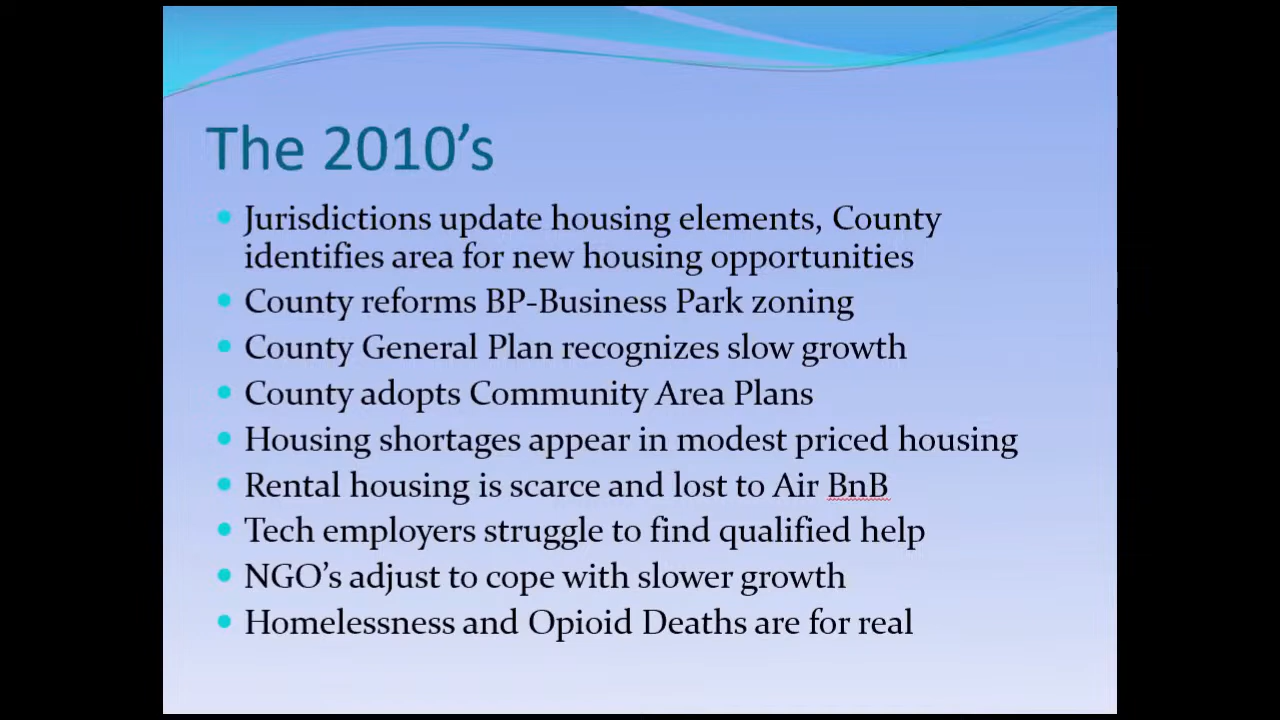 The 2010’s
Jurisdictions update housing elements, County
identifies area for new housing opportunities
County reforms BP-Business Park zoning
County General Plan recognizes slow growth
County adopts Community Area Plans
Housing shortages appear in modest priced housing
Rental housing is scarce and lost to Air BnB
Tech employers struggle to find qualified help
NGO’s adjust to cope with slower growth
Homelessness and Opioid Deaths are for real